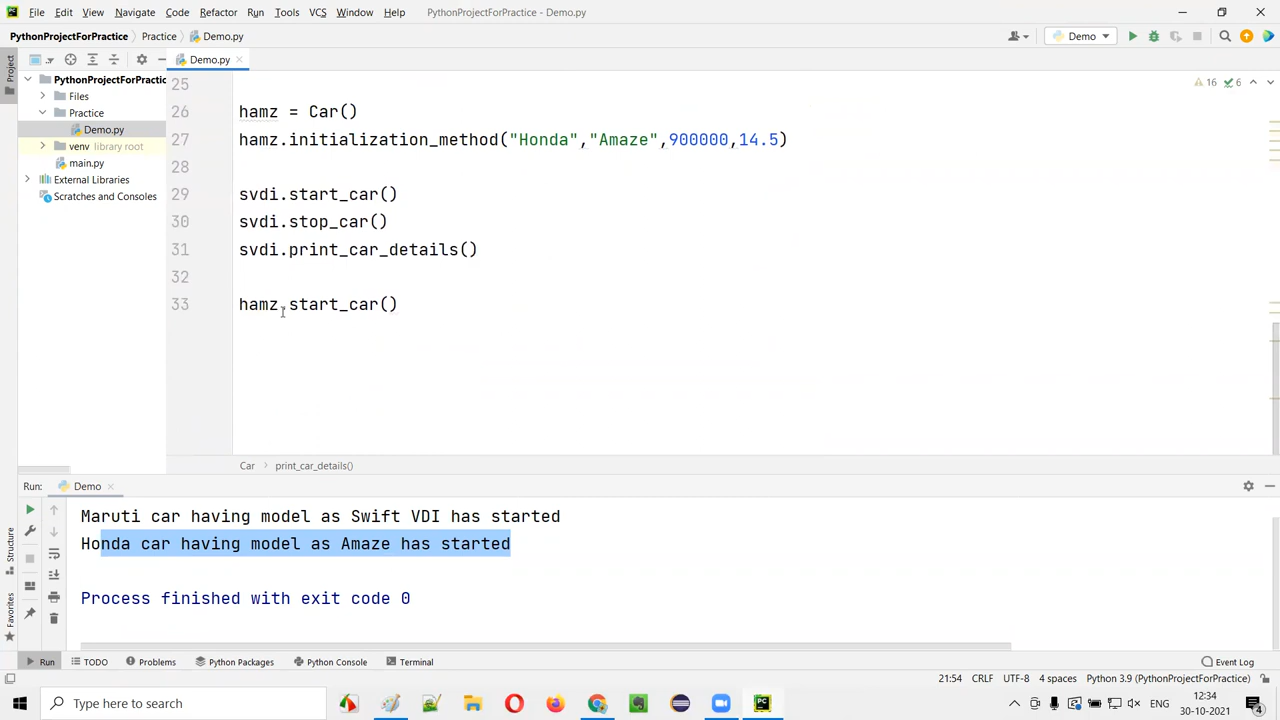 File Edit View Navigate Code Refactor Run Tools VCS Window Help PythonProjectForPractice - Demo.py
PythonProjectForPractice Practice Demo.py Demo
Project
Demo.py
PythonProjectForPractic
Files
Practice
Demo.py
venv library root
main.py
External Libraries
Scratches and Consoles
16 6
25
26 hamz = Car()
27 hamz.initialization_method("Honda","Amaze",900000,14.5)
28
29 svdi.start_car()
30 svdi.stop_car()
31 svdi.print_car_details()
32
33 hamz.start_car()
Car print_car_details()
Run: Demo
Structure
Favorites
Maruti car having model as Swift VDI has started
Honda car having model as Amaze has started
Process finished with exit code 0
Run TODO Problems Python Packages Python Console Terminal Event Log
21:54 CRLF UTF-8 4 spaces Python 3.9 (PythonProjectForPractice)
Type here to search
ENG
12:34
30-10-2021
4